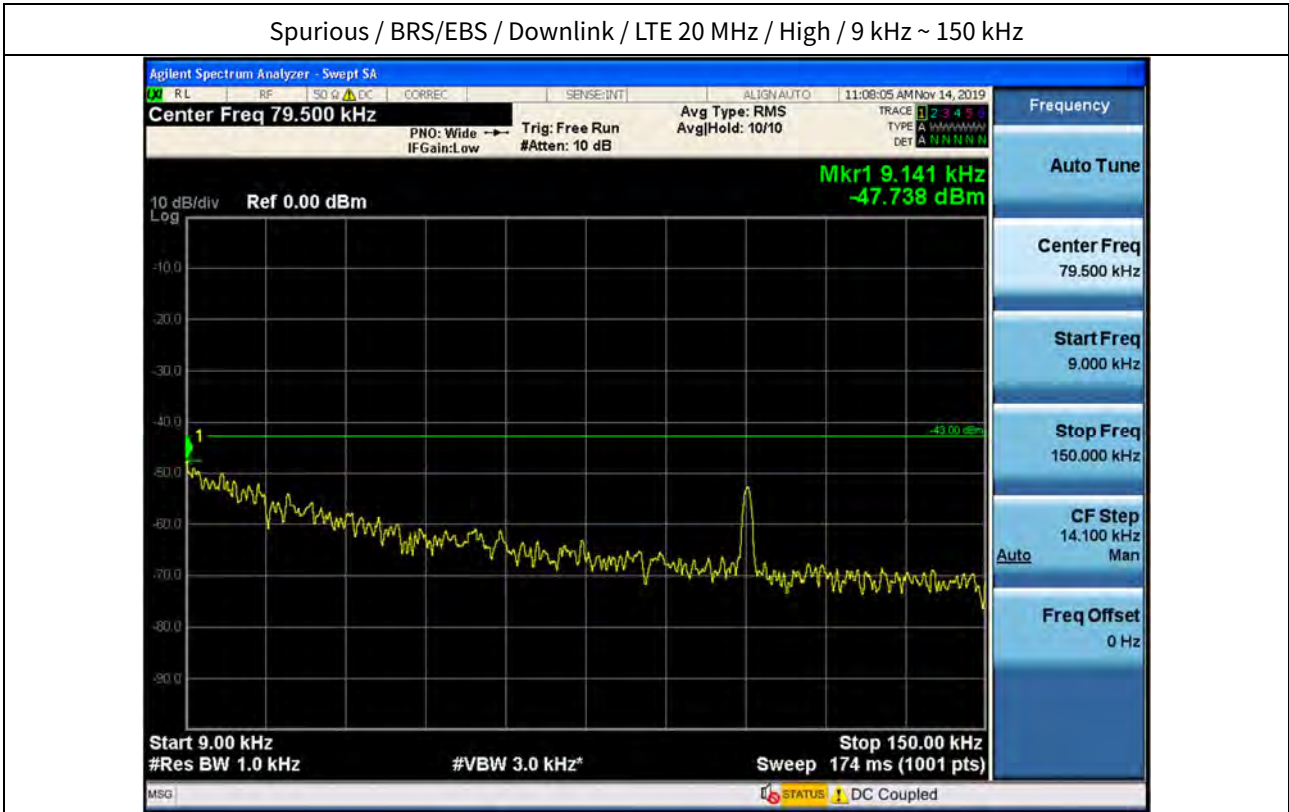 Spurious / BRS/EBS / Downlink / LTE 20 MHz / High / 9 kHz ~ 150 kHz
Agilent Spectrum Analyzer - Swept SA
LXI RL RF 50 Ω DC CORREC SENSE:INT ALIGN AUTO 11:08:05 AM Nov 14, 2019
Center Freq 79.500 kHz
PNO: Wide Trig: Free Run
IFGain:Low #Atten: 10 dB
Avg Type: RMS
Avg|Hold: 10/10
TRACE 1 2 3 4 5 6
TYPE A WWWWW
DET A N N N N N
Mkr1 9.141 kHz
-47.738 dBm
10 dB/div Ref 0.00 dBm
Log
-10.0
-20.0
-30.0
-40.0
1
-43.00 dBm
-50.0
-60.0
-70.0
-80.0
-90.0
Start 9.00 kHz Stop 150.00 kHz
#Res BW 1.0 kHz #VBW 3.0 kHz* Sweep 174 ms (1001 pts)
MSG STATUS DC Coupled
Frequency
Auto Tune
Center Freq
79.500 kHz
Start Freq
9.000 kHz
Stop Freq
150.000 kHz
CF Step
14.100 kHz
Auto Man
Freq Offset
0 Hz